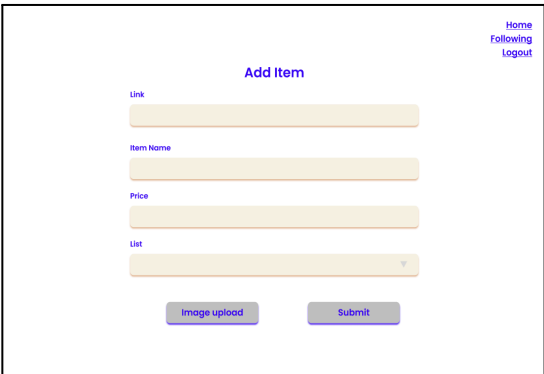 Home
Following
Logout
Add Item
Link
Item Name
Price
List
Image upload
Submit